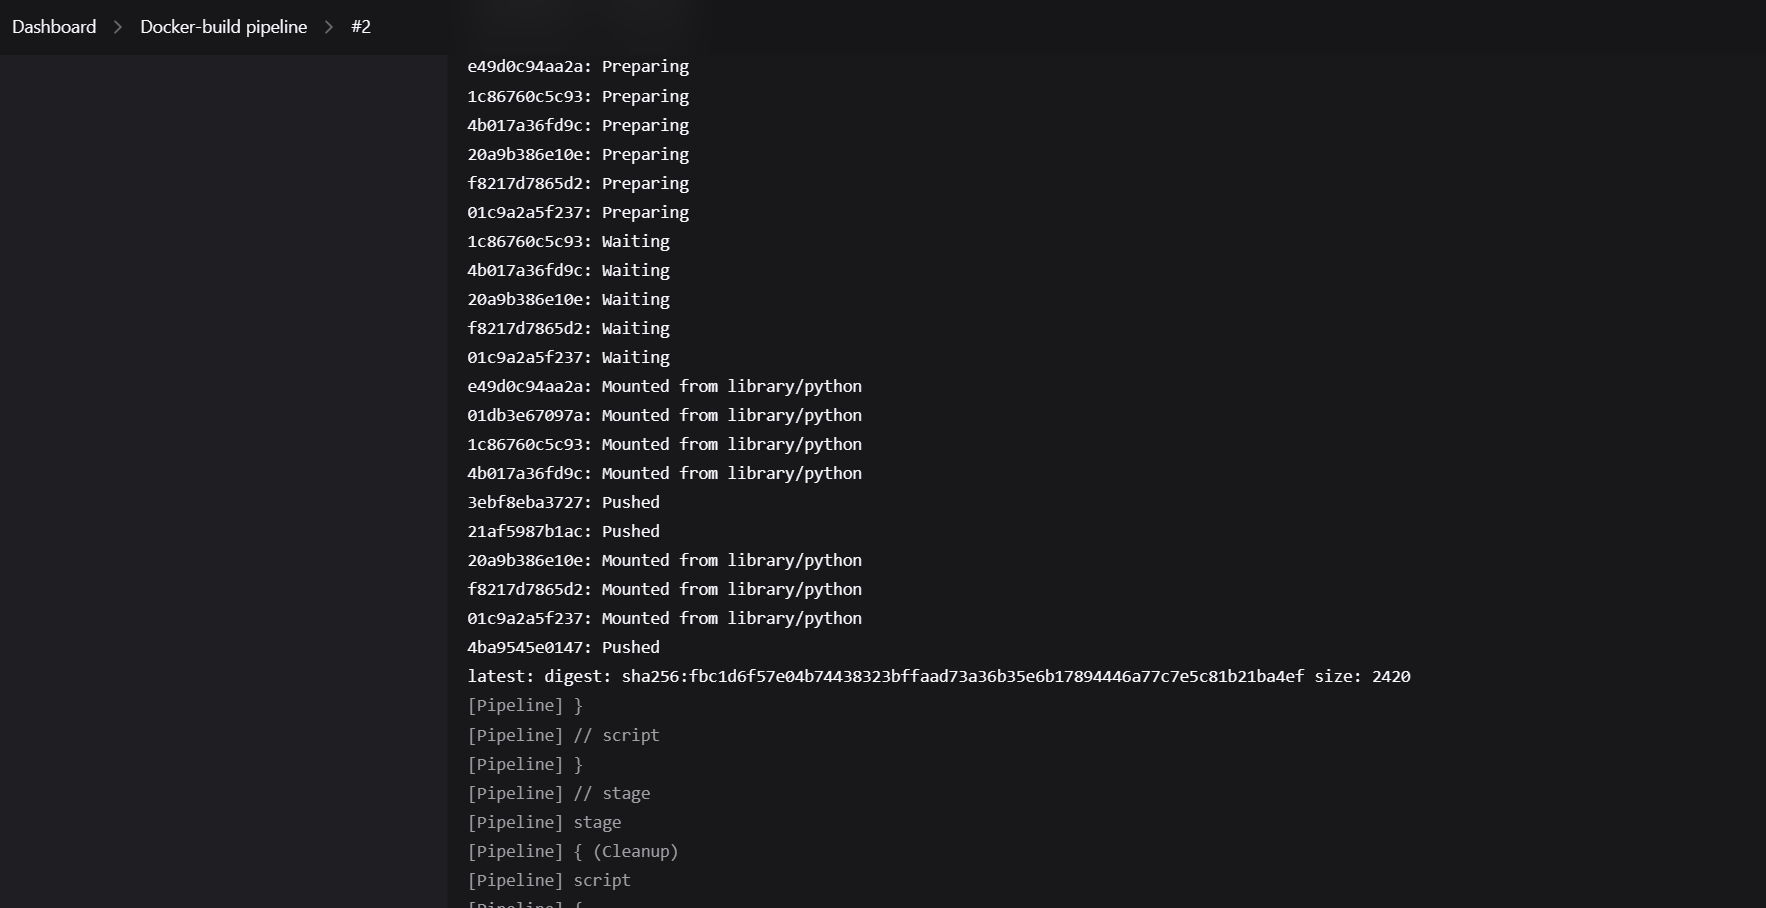 Dashboard > Docker-build pipeline > #2
e49d0c94aa2a: Preparing
1c86760c5c93: Preparing
4b017a36fd9c: Preparing
20a9b386e10e: Preparing
f8217d7865d2: Preparing
01c9a2a5f237: Preparing
1c86760c5c93: Waiting
4b017a36fd9c: Waiting
20a9b386e10e: Waiting
f8217d7865d2: Waiting
01c9a2a5f237: Waiting
e49d0c94aa2a: Mounted from library/python
01db3e67097a: Mounted from library/python
1c86760c5c93: Mounted from library/python
4b017a36fd9c: Mounted from library/python
3ebf8eba3727: Pushed
21af5987b1ac: Pushed
20a9b386e10e: Mounted from library/python
f8217d7865d2: Mounted from library/python
01c9a2a5f237: Mounted from library/python
4ba9545e0147: Pushed
latest: digest: sha256:fbc1d6f57e04b74438323bffaad73a36b35e6b17894446a77c7e5c81b21ba4ef size: 2420
[Pipeline] }
[Pipeline] // script
[Pipeline] }
[Pipeline] // stage
[Pipeline] stage
[Pipeline] { (Cleanup)
[Pipeline] script
[Pipeline] {